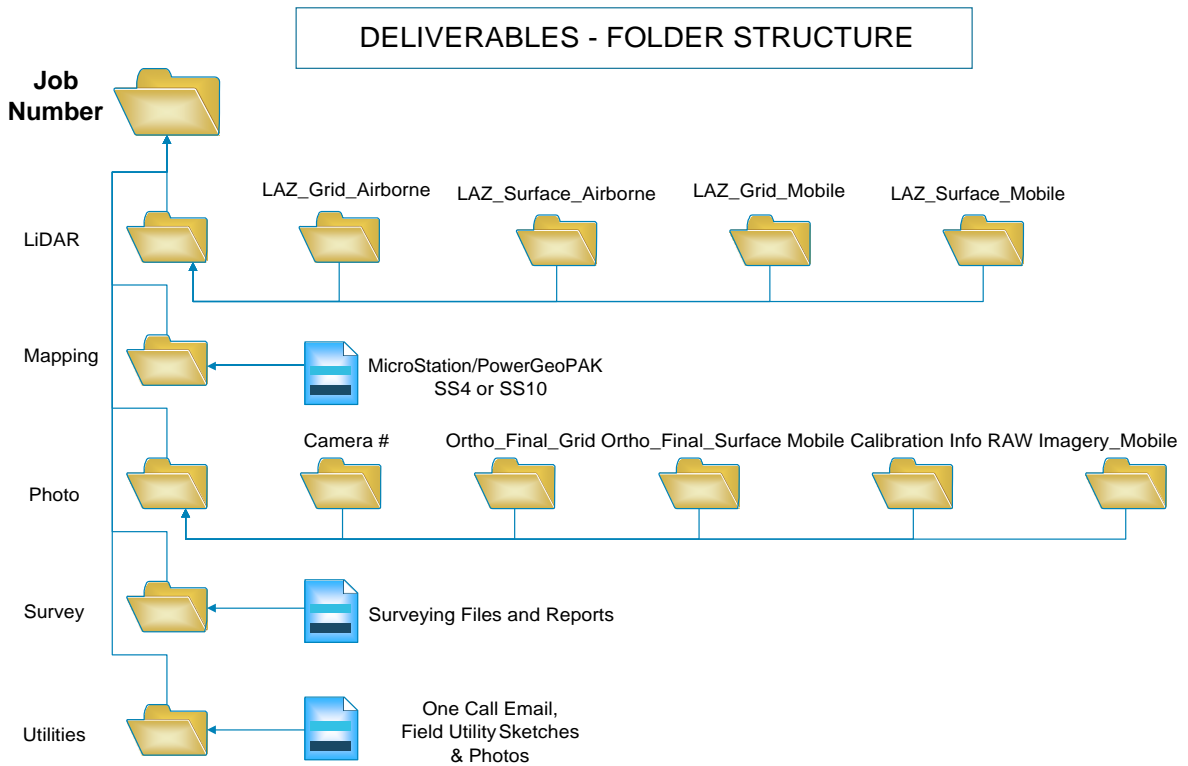 DELIVERABLES - FOLDER STRUCTURE
Job
Number
LAZ_Grid_Airborne
LAZ_Surface_Airborne
LAZ_Grid_Mobile
LAZ_Surface_Mobile
LiDAR
Mapping
MicroStation/PowerGeoPAK
SS4 or SS10
Camera #
Ortho_Final_Grid
Ortho_Final_Surface
Mobile Calibration Info
RAW Imagery_Mobile
Photo
Survey
Surveying Files and Reports
Utilities
One Call Email,
Field Utility Sketches
& Photos